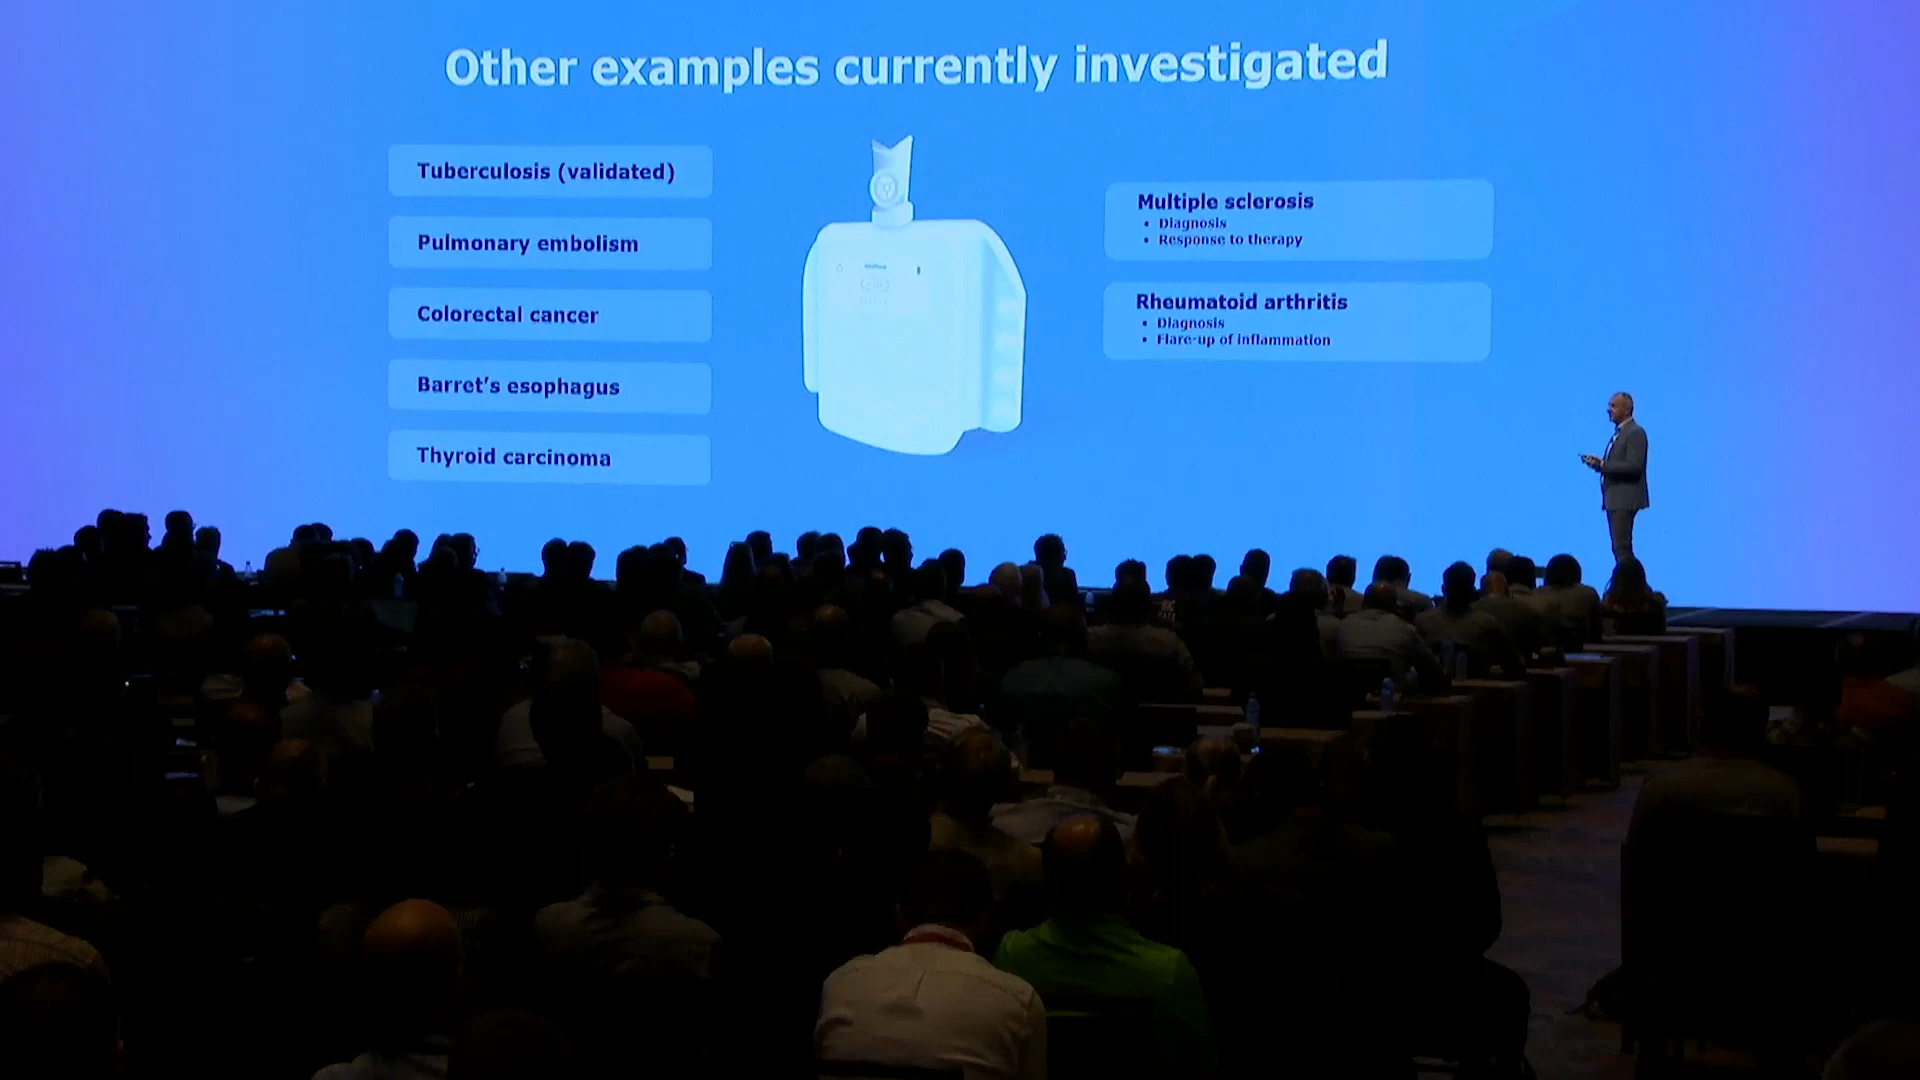 Other examples currently investigated
Tuberculosis (validated)
Pulmonary embolism
Colorectal cancer
Barret’s esophagus
Thyroid carcinoma
Multiple sclerosis
• Diagnosis
• Response to therapy
Rheumatoid arthritis
• Diagnosis
• Flare-up of inflammation